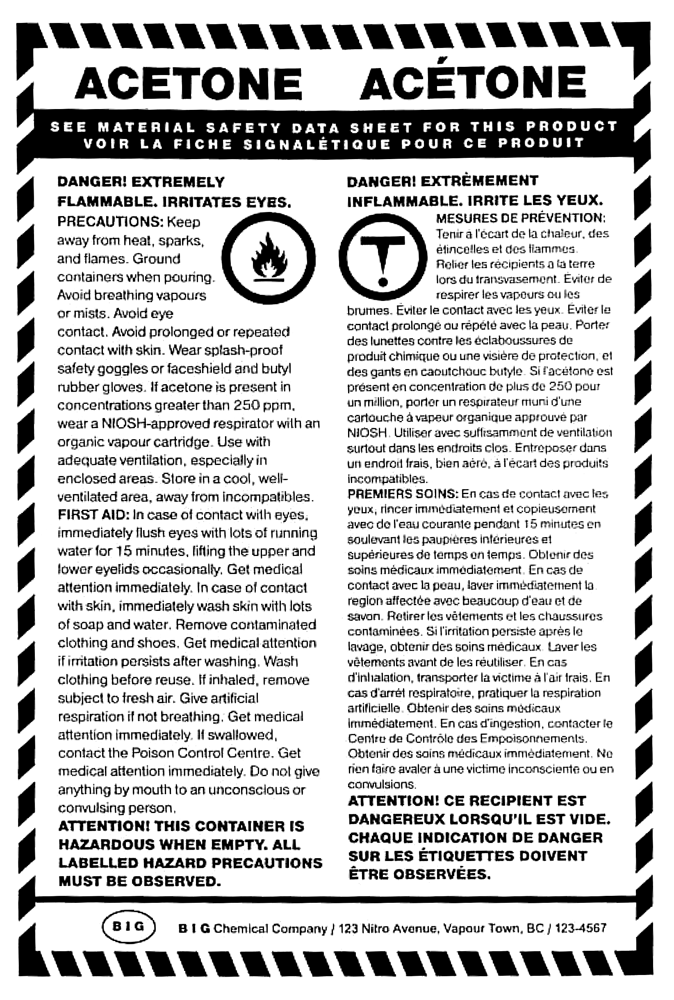 ACETONE ACÉTONE
SEE MATERIAL SAFETY DATA SHEET FOR THIS PRODUCT
VOIR LA FICHE SIGNALÉTIQUE POUR CE PRODUIT
DANGER! EXTREMELY
FLAMMABLE. IRRITATES EYES.
PRECAUTIONS: Keep
away from heat, sparks,
and flames. Ground
containers when pouring.
Avoid breathing vapours
or mists. Avoid eye
contact. Avoid prolonged or repeated
contact with skin. Wear splash-proof
safety goggles or faceshield and butyl
rubber gloves. If acetone is present in
concentrations greater than 250 ppm,
wear a NIOSH-approved respirator with an
organic vapour cartridge. Use with
adequate ventilation, especially in
enclosed areas. Store in a cool, well-
ventilated area, away from incompatibles.
FIRST AID: In case of contact with eyes,
immediately flush eyes with lots of running
water for 15 minutes, lifting the upper and
lower eyelids occasionally. Get medical
attention immediately. In case of contact
with skin, immediately wash skin with lots
of soap and water. Remove contaminated
clothing and shoes. Get medical attention
if irritation persists after washing. Wash
clothing before reuse. If inhaled, remove
subject to fresh air. Give artificial
respiration if not breathing. Get medical
attention immediately. If swallowed,
contact the Poison Control Centre. Get
medical attention immediately. Do not give
anything by mouth to an unconscious or
convulsing person.
ATTENTION! THIS CONTAINER IS
HAZARDOUS WHEN EMPTY. ALL
LABELLED HAZARD PRECAUTIONS
MUST BE OBSERVED.
DANGER! EXTRÊMEMENT
INFLAMMABLE. IRRITE LES YEUX.
MESURES DE PRÉVENTION:
Tenir à l'écart de la chaleur, des
étincelles et des flammes.
Relier les récipients a la terre
lors du transvasement. Éviter de
respirer les vapeurs ou les
brumes. Éviter le contact avec les yeux. Éviter le
contact prolongé ou répété avec la peau. Porter
des lunettes contre les éclaboussures de
produit chimique ou une visière de protection, et
des gants en caoutchouc butyle. Si l'acétone est
présent en concentration de plus de 250 pour
un million, porter un respirateur muni d'une
cartouche à vapeur organique approuvé par
NIOSH. Utiliser avec suffisamment de ventilation
surtout dans les endroits clos. Entreposer dans
un endroit frais, bien aéré, à l'écart des produits
incompatibles.
PREMIERS SOINS: En cas de contact avec les
yeux, rincer immédiatement et copieusement
avec de l'eau courante pendant 15 minutes en
soulevant les paupières inférieures et
supérieures de temps en temps. Obtenir des
soins médicaux immédiatement. En cas de
contact avec la peau, laver immédiatement la
region affectée avec beaucoup d'eau et de
savon. Retirer les vêtements et les chaussures
contaminées. Si l'irritation persiste après le
lavage, obtenir des soins médicaux. Laver les
vêtements avant de les réutiliser. En cas
d'inhalation, transporter la victime à l'air frais. En
cas d'arrêt respiratoire, pratiquer la respiration
artificielle. Obtenir des soins médicaux
immédiatement. En cas d'ingestion, contacter le
Centre de Contrôle des Empoisonnements.
Obtenir des soins médicaux immédiatement. Ne
rien faire avaler à une victime inconsciente ou en
convulsions.
ATTENTION! CE RECIPIENT EST
DANGEREUX LORSQU'IL EST VIDE.
CHAQUE INDICATION DE DANGER
SUR LES ÉTIQUETTES DOIVENT
ÊTRE OBSERVÉES.
BIG
B I G Chemical Company / 123 Nitro Avenue, Vapour Town, BC / 123-4567